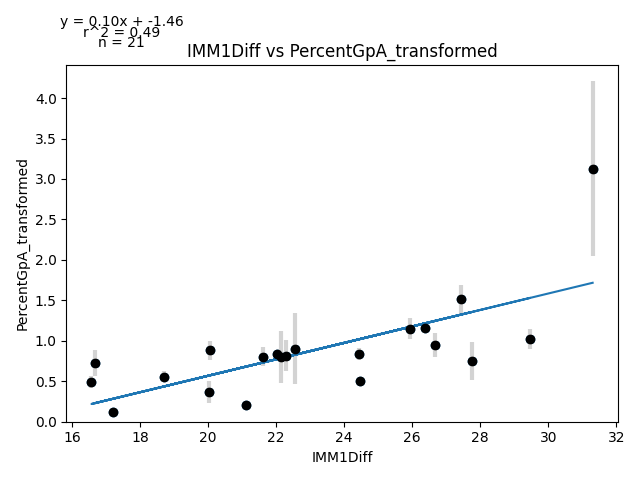 y = 0.10x + -1.46
r^2 = 0.49
n = 21
IMM1Diff vs PercentGpA_transformed
PercentGpA_transformed
4.0
3.5
3.0
2.5
2.0
1.5
1.0
0.5
0.0
16 18 20 22 24 26 28 30 32
IMM1Diff